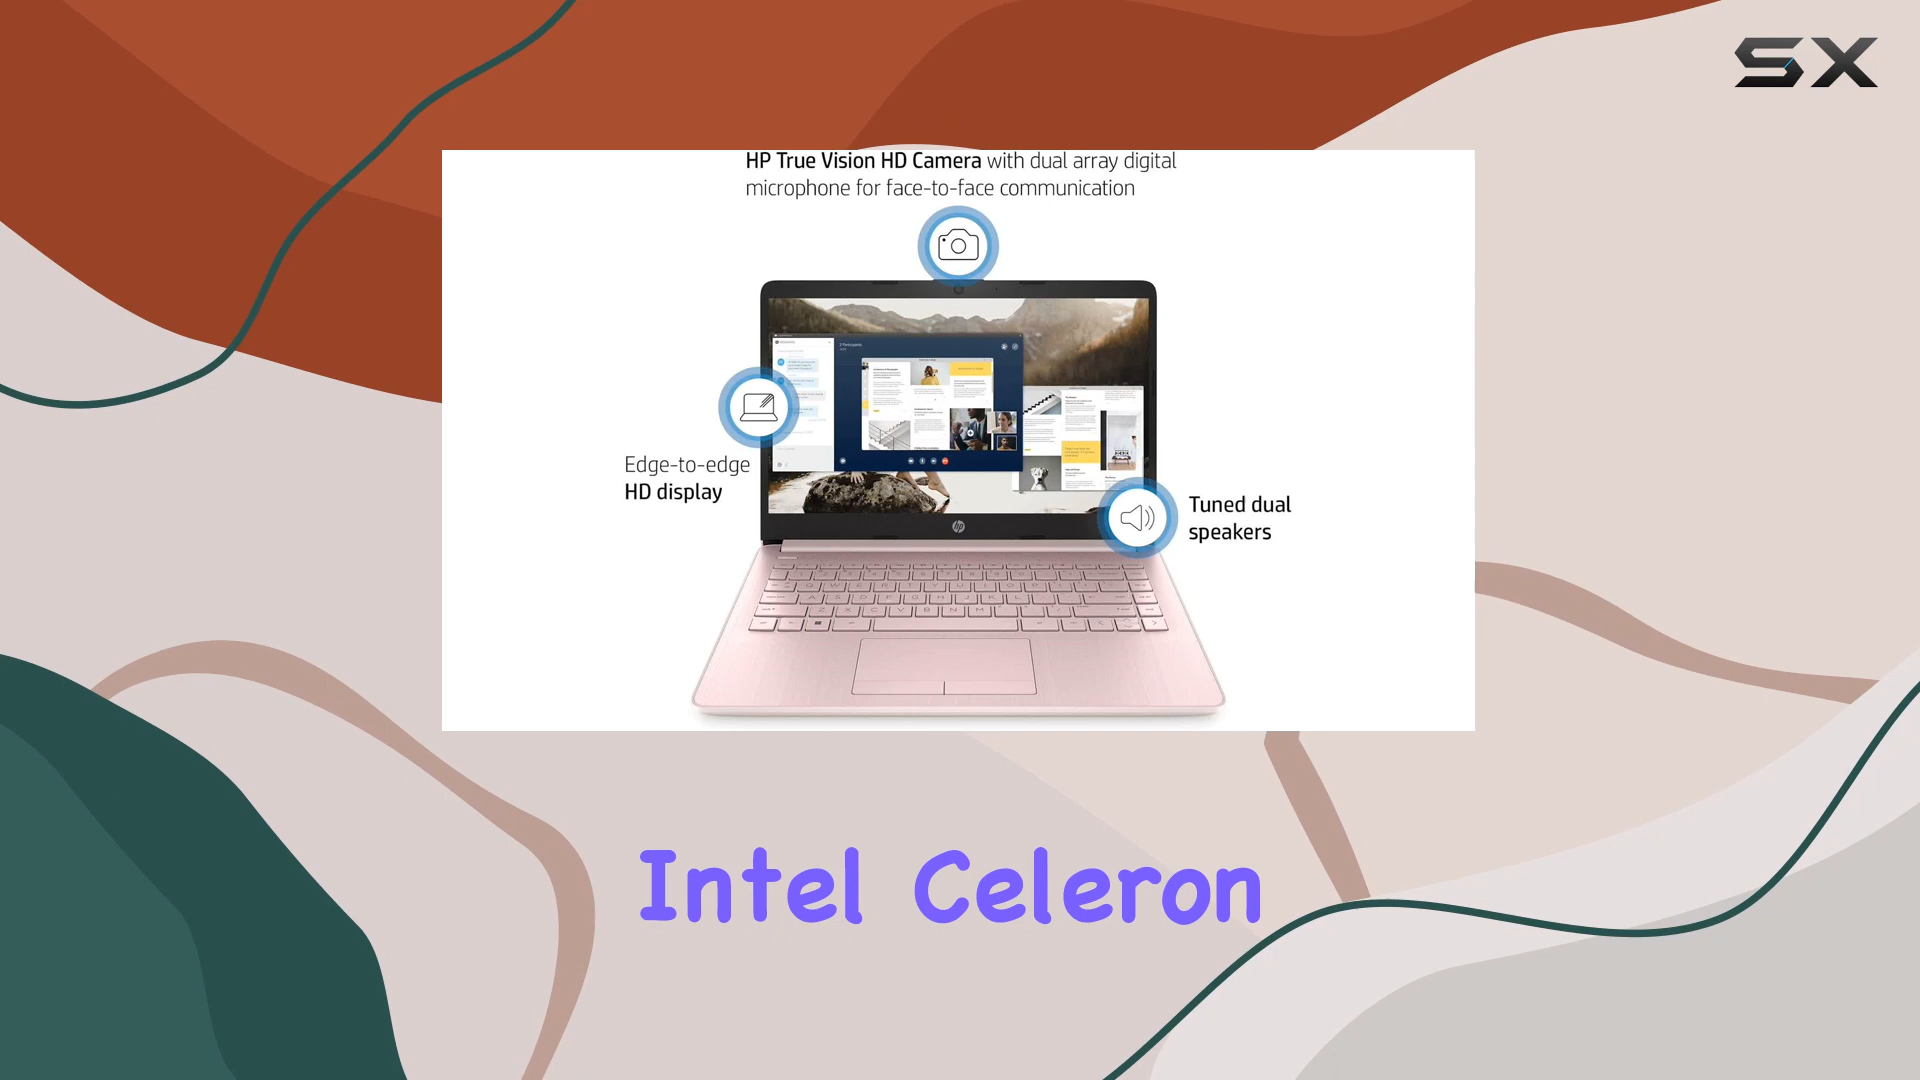 SX
HP True Vision HD Camera with dual array digital
microphone for face-to-face communication
Edge-to-edge
HD display
Tuned dual
speakers
hp
Intel Celeron